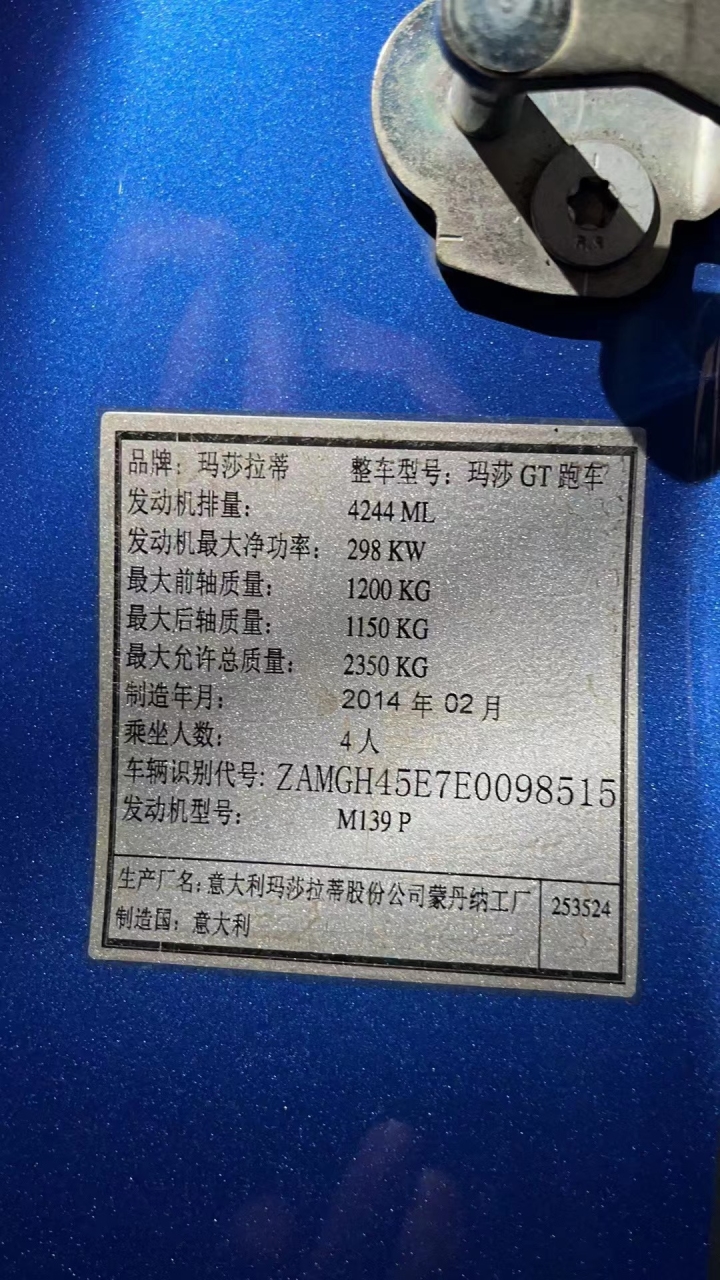 品牌：玛莎拉蒂 整车型号：玛莎 GT 跑车
发动机排量： 4244 ML
发动机最大净功率： 298 KW
最大前轴质量： 1200 KG
最大后轴质量： 1150 KG
最大允许总质量： 2350 KG
制造年月： 2014 年 02 月
乘坐人数： 4 人
车辆识别代号: ZAMGH45E7E0098515
发动机型号： M139 P
生产厂名：意大利玛莎拉蒂股份公司蒙丹纳工厂 253524
制造国：意大利